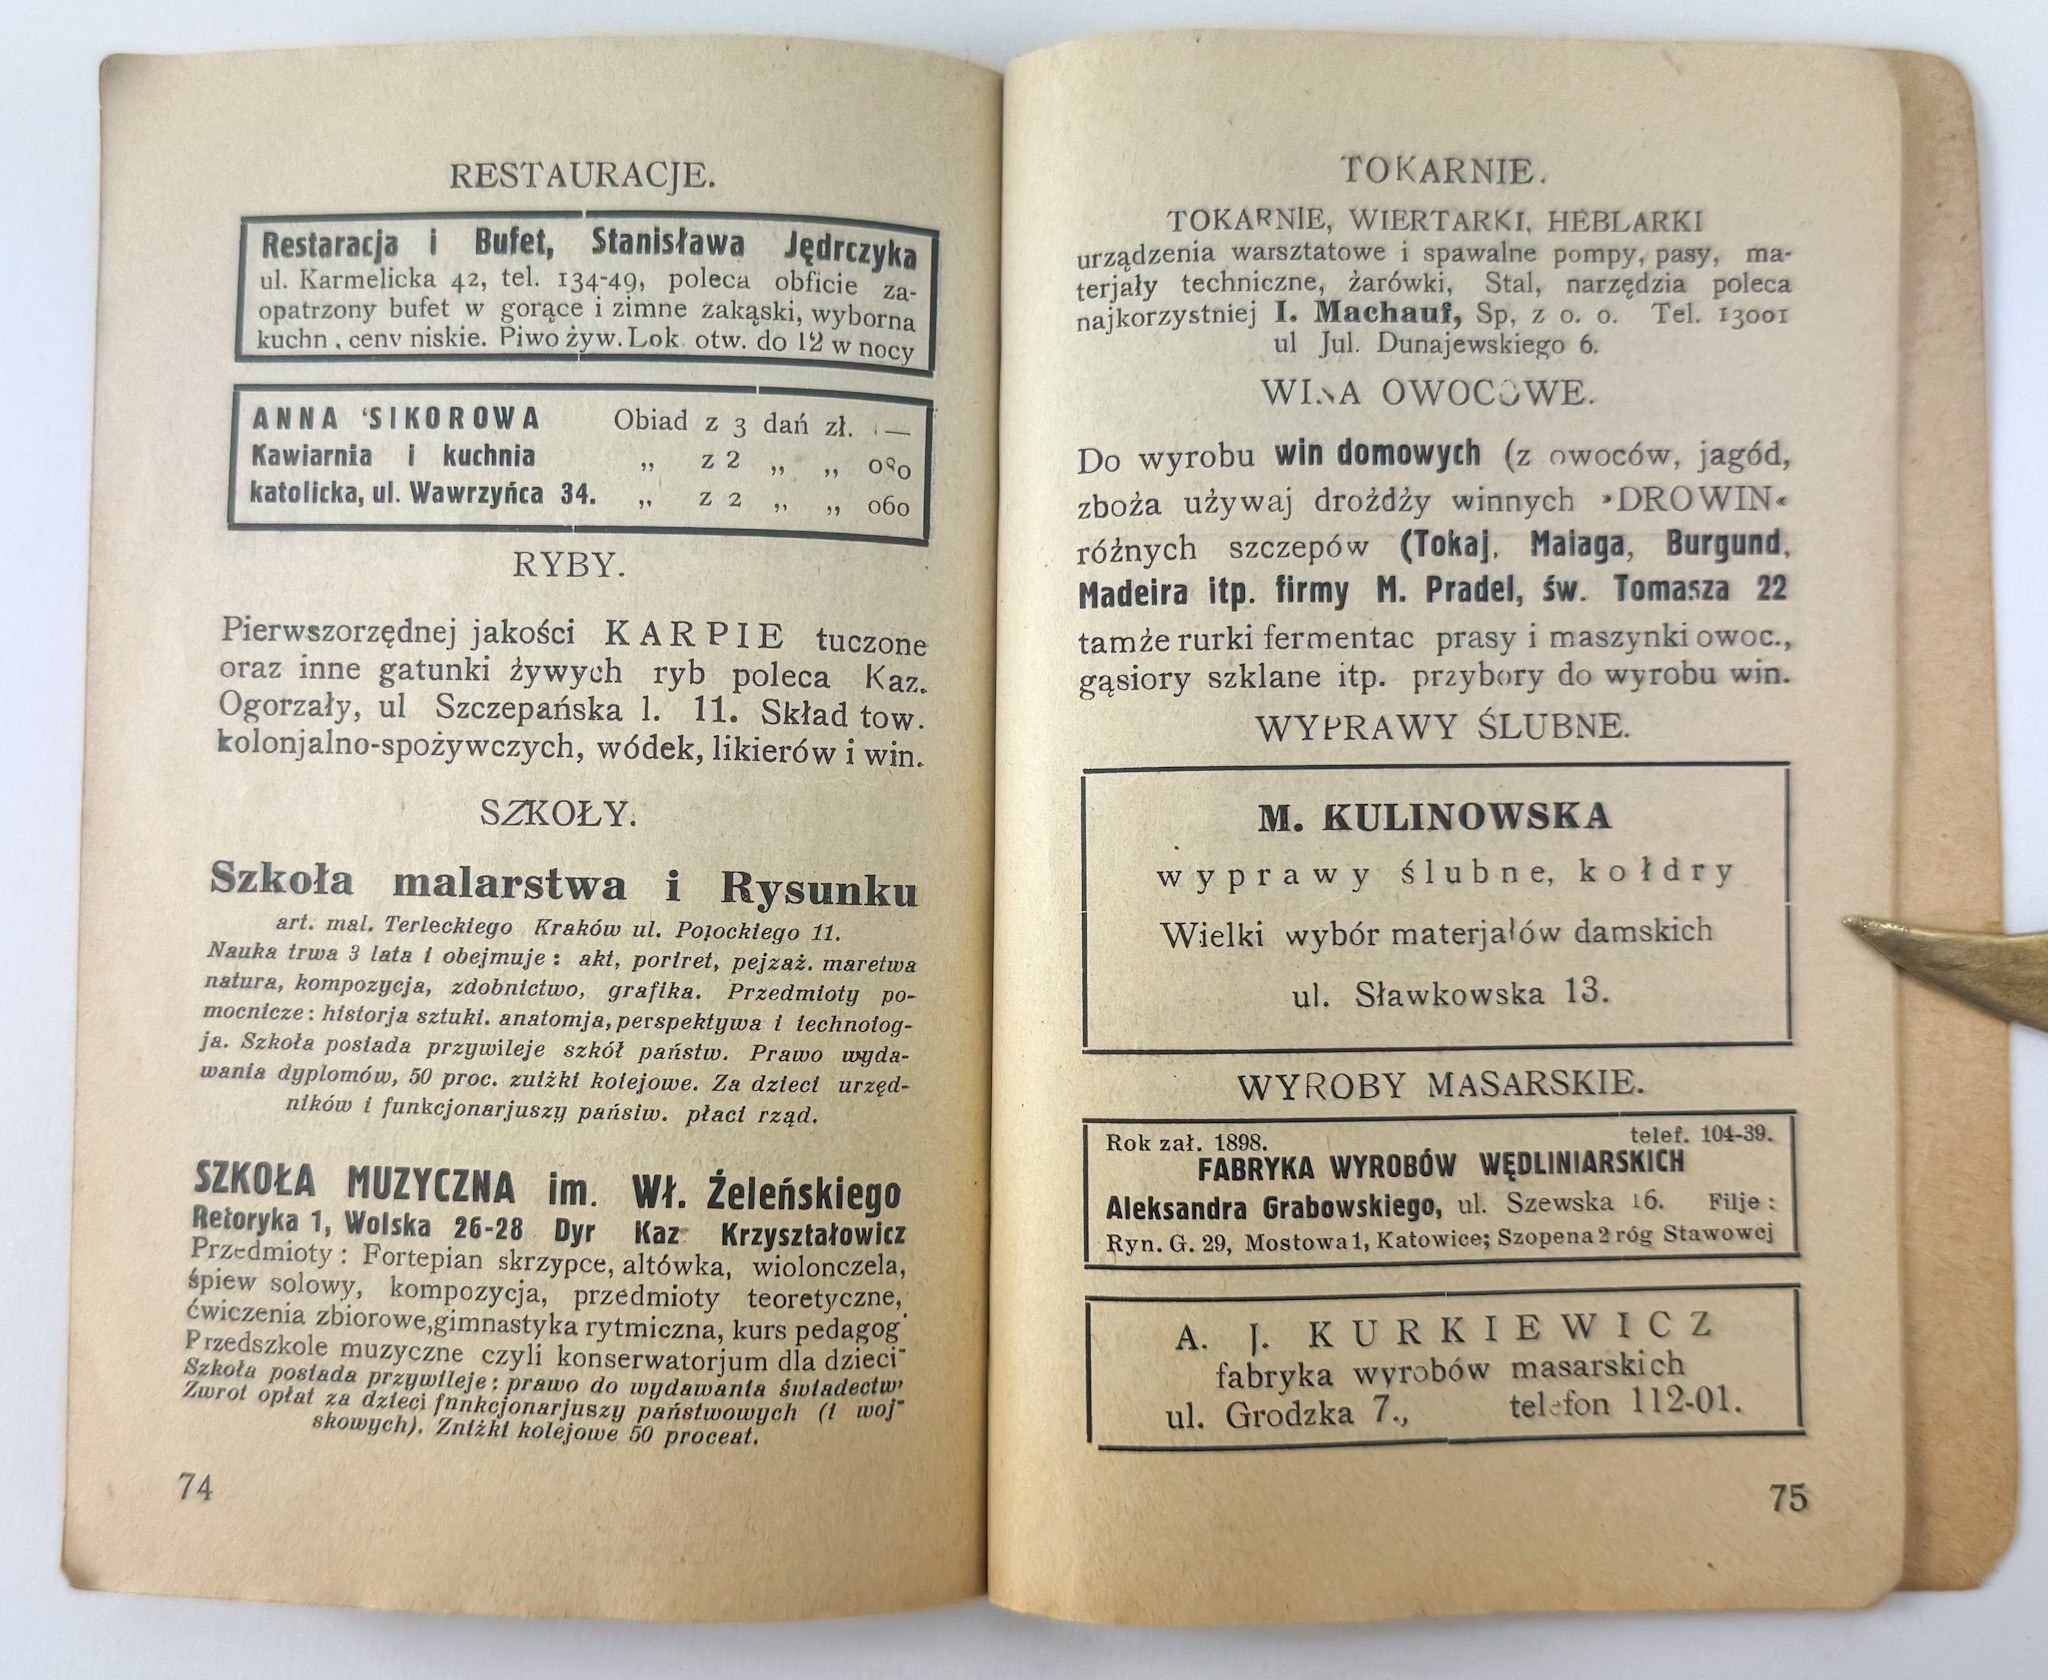 RESTAURACJE.
Restaracja i Bufet, Stanisława Jędrczyka
ul. Karmelicka 42, tel. 134-49, poleca obficie za-
opatrzony bufet w gorące i zimne zakąski, wyborna
kuchn , ceny niskie. Piwo żyw. Lok. otw. do 12 w nocy
ANNA SIKOROWA
Kawiarnia i kuchnia
katolicka, ul. Wawrzyńca 34.
Obiad z 3 dań zł. . —
„ z 2 „ „ 080
„ z 2 „ „ 060
RYBY.
Pierwszorzędnej jakości KARPIE tuczone
oraz inne gatunki żywych ryb poleca Kaz.
Ogorzały, ul Szczepańska l. 11. Skład tow.
kolonjalno-spożywczych, wódek, likierów i win.
SZKOŁY.
Szkoła malarstwa i Rysunku
art. mal. Terleckiego Kraków ul. Potockiego 11.
Nauka trwa 3 lata i obejmuje : akt, portret, pejzaż. maretwa
natura, kompozycja, zdobnictwo, grafika. Przedmioty po-
mocnicze : historja sztuki. anatomja, perspektywa i technolog-
ja. Szkoła posiada przywileje szkół państw. Prawo wyda-
wania dyplomów, 50 proc. zniżki kolejowe. Za dzieci urzęd-
ników i funkcjonarjuszy państw. płaci rząd.
SZKOŁA MUZYCZNA im. Wł. Żeleńskiego
Retoryka 1, Wolska 26-28 Dyr Kaz Krzyształowicz
Przedmioty : Fortepian skrzypce, altówka, wiolonczela,
śpiew solowy, kompozycja, przedmioty teoretyczne,
ćwiczenia zbiorowe,gimnastyka rytmiczna, kurs pedagog
Przedszkole muzyczne czyli konserwatorjum dla dzieci
Szkoła posiada przywileje ; prawo do wydawania świadectw
Zwrot opłat za dzieci fnnkcjonarjuszy państwowych (i woj
skowych). Zniżki kolejowe 50 proceat.
74
TOKARNIE.
TOKARNIE, WIERTARKI, HEBLARKI
urządzenia warsztatowe i spawalne pompy, pasy, ma-
terjały techniczne, żarówki, Stal, narzędzia poleca
najkorzystniej I. Machauf, Sp, z o. o. Tel. 13001
ul Jul. Dunajewskiego 6.
WINA OWOCOWE.
Do wyrobu win domowych (z owoców, jagód,
zboża używaj drożdży winnych »DROWIN«
różnych szczepów (Tokaj, Malaga, Burgund,
Madeira itp. firmy M. Pradel, św. Tomasza 22
tamże rurki fermentac prasy i maszynki owoc.,
gąsiory szklane itp. przybory do wyrobu win.
WYPRAWY ŚLUBNE.
M. KULINOWSKA
wyprawy ślubne, kołdry
Wielki wybór materjałów damskich
ul. Sławkowska 13.
WYROBY MASARSKIE.
Rok zał. 1898. telef. 104-39.
FABRYKA WYROBÓW WĘDLINIARSKICH
Aleksandra Grabowskiego, ul. Szewska 16. Filje :
Ryn. G. 29, Mostowa 1, Katowice; Szopena 2 róg Stawowej
A. J. KURKIEWICZ
fabryka wyrobów masarskich
ul. Grodzka 7., telefon 112-01.
75